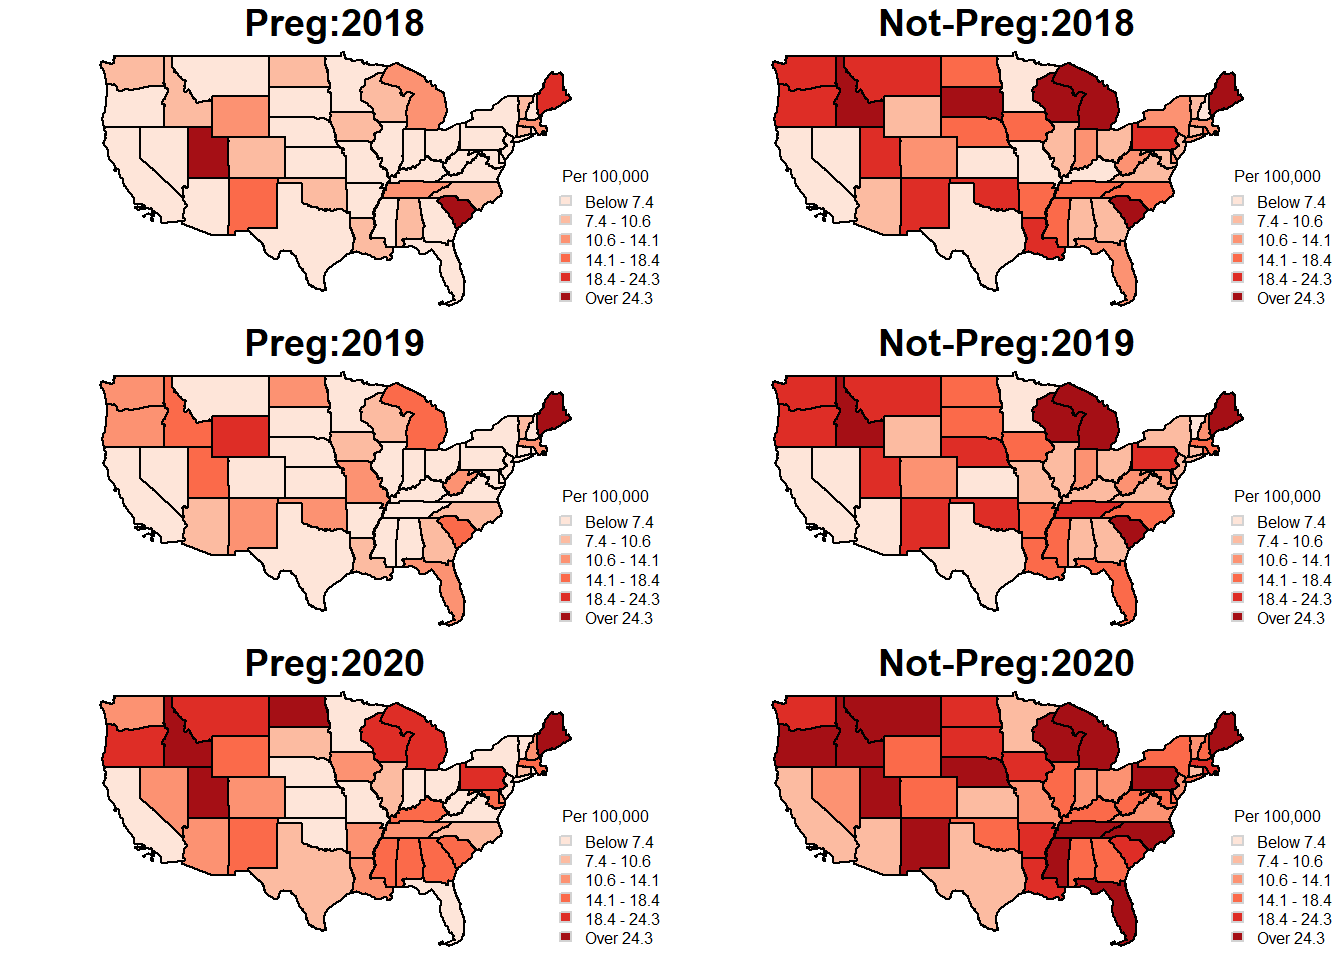 Preg:2018
Not-Preg:2018
Per 100,000
Below 7.4
7.4 - 10.6
10.6 - 14.1
14.1 - 18.4
18.4 - 24.3
Over 24.3
Per 100,000
Below 7.4
7.4 - 10.6
10.6 - 14.1
14.1 - 18.4
18.4 - 24.3
Over 24.3
Preg:2019
Not-Preg:2019
Per 100,000
Below 7.4
7.4 - 10.6
10.6 - 14.1
14.1 - 18.4
18.4 - 24.3
Over 24.3
Per 100,000
Below 7.4
7.4 - 10.6
10.6 - 14.1
14.1 - 18.4
18.4 - 24.3
Over 24.3
Preg:2020
Not-Preg:2020
Per 100,000
Below 7.4
7.4 - 10.6
10.6 - 14.1
14.1 - 18.4
18.4 - 24.3
Over 24.3
Per 100,000
Below 7.4
7.4 - 10.6
10.6 - 14.1
14.1 - 18.4
18.4 - 24.3
Over 24.3